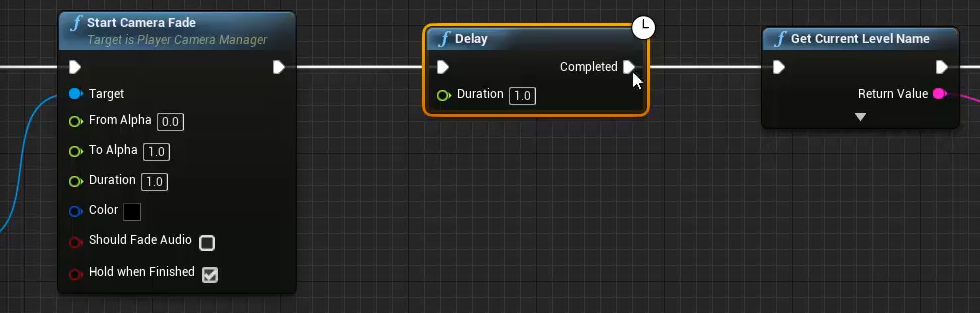 Start Camera Fade
Target is Player Camera Manager
Target
From Alpha 0.0
To Alpha 1.0
Duration 1.0
Color
Should Fade Audio
Hold when Finished
Delay
Completed
Duration 1.0
Get Current Level Name
Return Value